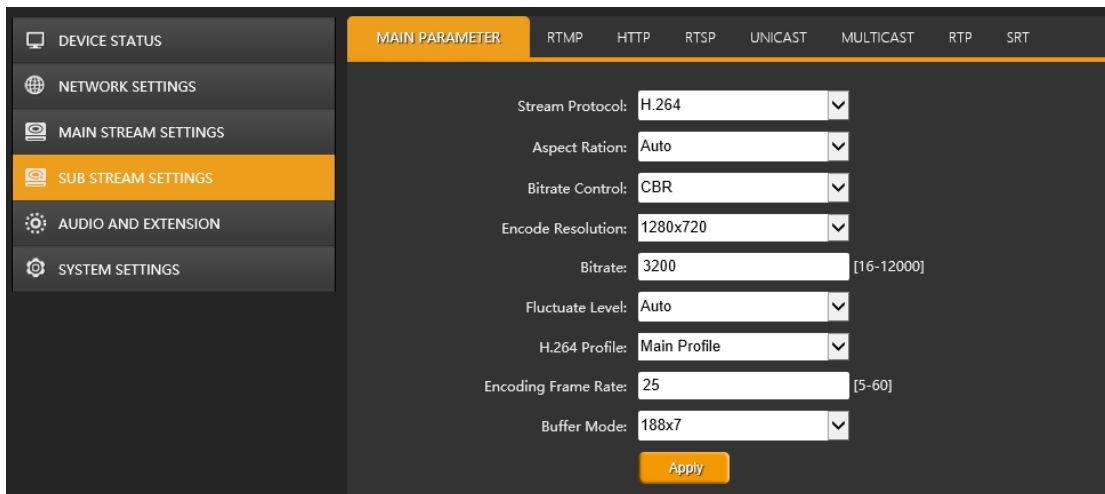 DEVICE STATUS
NETWORK SETTINGS
MAIN STREAM SETTINGS
SUB STREAM SETTINGS
AUDIO AND EXTENSION
SYSTEM SETTINGS
MAIN PARAMETER RTMP HTTP RTSP UNICAST MULTICAST RTP SRT
Stream Protocol: H.264
Aspect Ration: Auto
Bitrate Control: CBR
Encode Resolution: 1280x720
Bitrate: 3200 [16-12000]
Fluctuate Level: Auto
H.264 Profile: Main Profile
Encoding Frame Rate: 25 [5-60]
Buffer Mode: 188x7
Apply